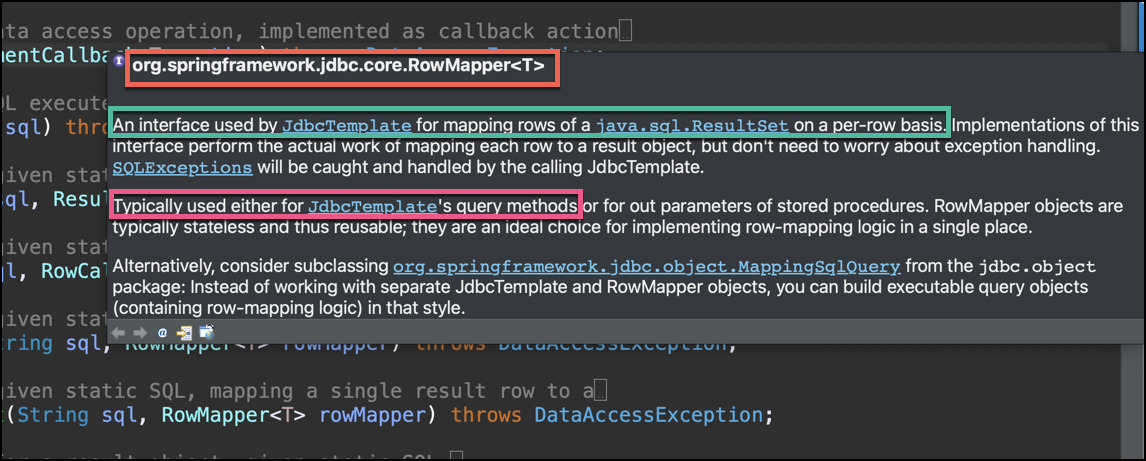 ata access operation, implemented as callback action
mentCallba
org.springframework.jdbc.core.RowMapper<T>
QL execute
An interface used by JdbcTemplate for mapping rows of a java.sql.ResultSet on a per-row basis. Implementations of this
sql) thro
interface perform the actual work of mapping each row to a result object, but don't need to worry about exception handling.
SQLExceptions will be caught and handled by the calling JdbcTemplate.
given stat
ql, Resul
Typically used either for JdbcTemplate's query methods or for out parameters of stored procedures. RowMapper objects are
typically stateless and thus reusable; they are an ideal choice for implementing row-mapping logic in a single place.
given stat
ql, RowCal
Alternatively, consider subclassing org.springframework.jdbc.object.MappingSqlQuery from the jdbc.object
package: Instead of working with separate JdbcTemplate and RowMapper objects, you can build executable query objects
(containing row-mapping logic) in that style.
given stat
tring sql, RowMapper<T> rowMapper) throws DataAccessException;
given static SQL, mapping a single result row to a
(String sql, RowMapper<T> rowMapper) throws DataAccessException;